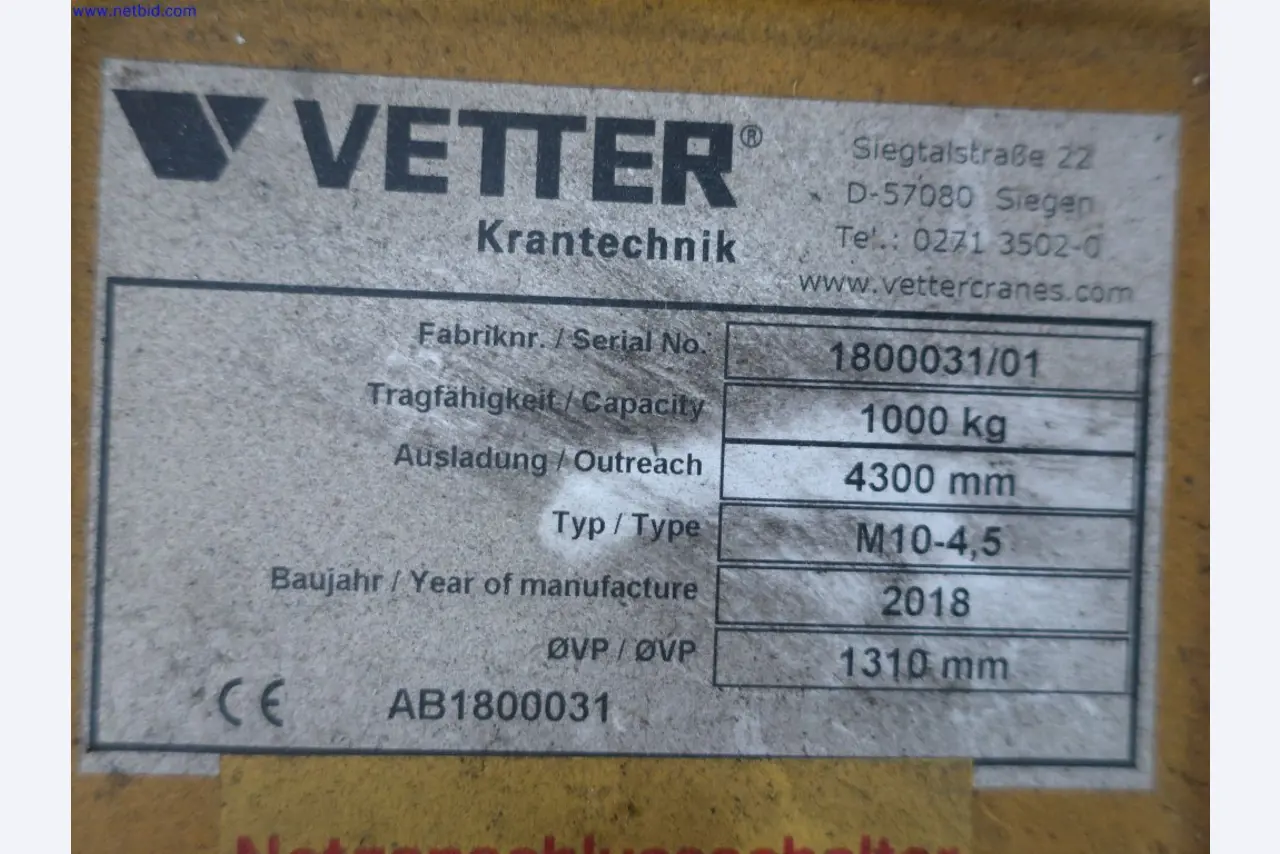 www.netbid.com
VETTER®
Krantechnik
Siegtalstraße 22
D-57080 Siegen
Tel.: 0271 3502-0
www.vettercranes.com
Fabriknr. / Serial No. 1800031/01
Tragfähigkeit / Capacity 1000 kg
Ausladung / Outreach 4300 mm
Typ / Type M10-4,5
Baujahr / Year of manufacture 2018
ØVP / ØVP 1310 mm
CE AB1800031
Netzanschlussschalter